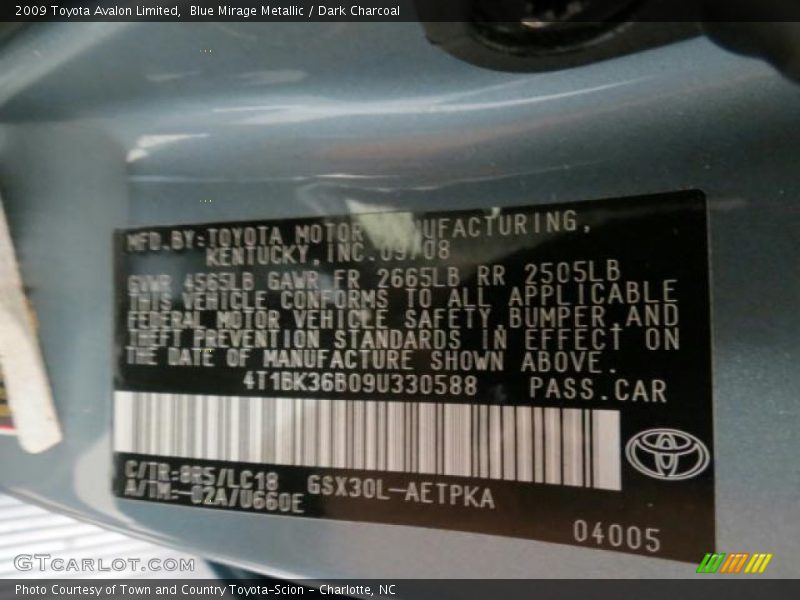 2009 Toyota Avalon Limited, Blue Mirage Metallic / Dark Charcoal
MFD.BY:TOYOTA MOTOR MANUFACTURING,
KENTUCKY,INC.09/08
GVWR 4565LB GAWR FR 2665LB RR 2505LB
THIS VEHICLE CONFORMS TO ALL APPLICABLE
FEDERAL MOTOR VEHICLE SAFETY,BUMPER,AND
THEFT PREVENTION STANDARDS IN EFFECT ON
THE DATE OF MANUFACTURE SHOWN ABOVE.
4T1BK36B09U330588 PASS.CAR
C/TR:8R5/LC18 GSX30L-AETPKA
A/TM:-02A/U660E
04005
GTCARLOT.COM
Photo Courtesy of Town and Country Toyota-Scion - Charlotte, NC